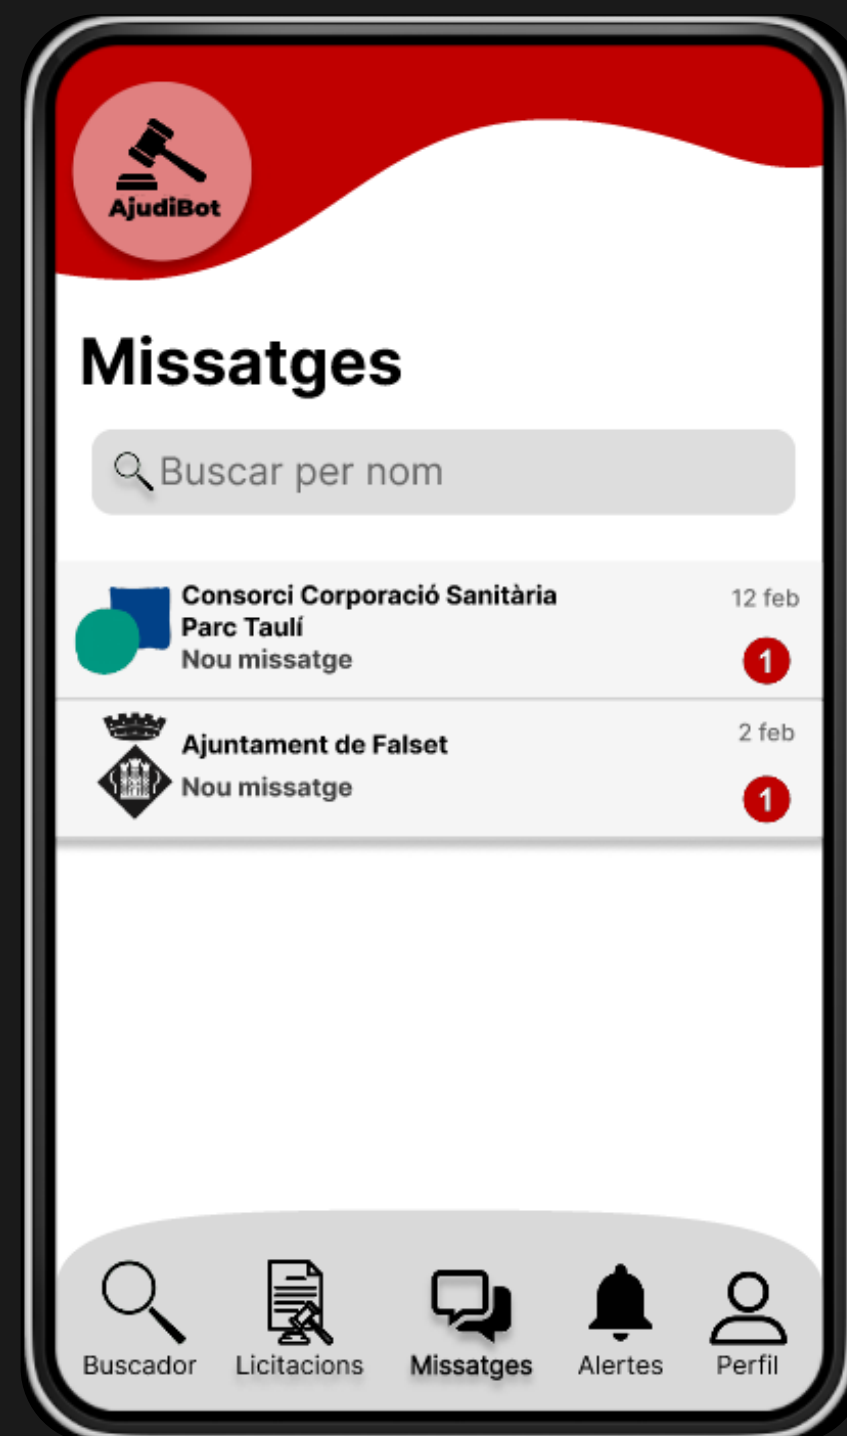 AjudiBot
Missatges
Buscar per nom
Consorci Corporació Sanitària
12 feb
Parc Taulí
Nou missatge
1
Ajuntament de Falset
2 feb
Nou missatge
1
Buscador
Licitacions
Missatges
Alertes
Perfil